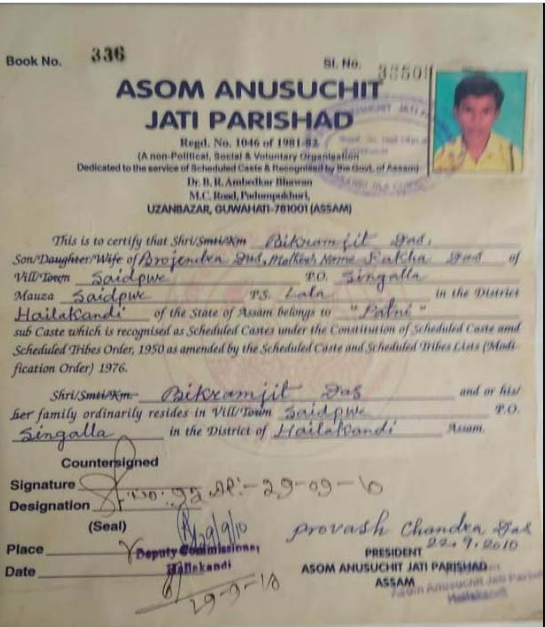 Book No. 336
Sl. No. 33501
ASOM ANUSUCHIT
JATI PARISHAD
Regd. No. 1046 of 1981-82
(A non-Political, Social & Voluntary Organisation
Dedicated to the service of Scheduled Caste & Recognised by the Govt. of Assam)
Dr. B. R. Ambedkar Bhawan
M.C. Road, Padumpukhuri,
UZANBAZAR, GUWAHATI-781001 (ASSAM)
This is to certify that Shri/Smti/Km Bikramjit Das,
Son/Daughter/Wife of Brojendra Das, Mother's Name Rakha Das of
Vill/Town Saidpur P.O. Singalla
Mauza Saidpur P.S. Lala in the District
Hailakandi of the State of Assam belongs to "Patni"
sub Caste which is recognised as Scheduled Castes under the Constitution of Scheduled Caste and
Scheduled Tribes Order, 1950 as amended by the Scheduled Caste and Scheduled Tribes Lists (Modi-
fication Order) 1976.
Shri/Smti/Km Bikramjit Das and or his/
her family ordinarily resides in Vill/Town Saidpur P.O.
Singalla in the District of Hailakandi Assam.
Countersigned
Signature
Designation
(Seal)
29/9/10
Provash Chandra Das
22.9.2010
Place
Deputy Commissioner
PRESIDENT
Date
Hailakandi
ASOM ANUSUCHIT JATI PARISHAD
ASSAM
Asom Anusuchit Jati Parishad
Hailakandi
29-9-10